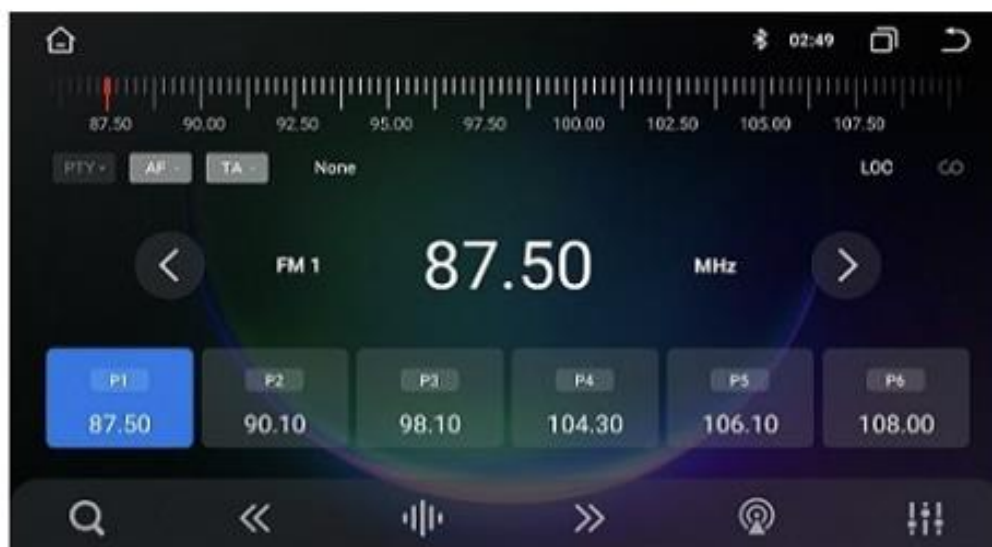 02:49
87.50 90.00 92.50 95.00 97.50 100.00 102.50 105.00 107.50
PTY - AF - TA - None LOC
FM 1 87.50 MHz
P1 P2 P3 P4 P5 P6
87.50 90.10 98.10 104.30 106.10 108.00